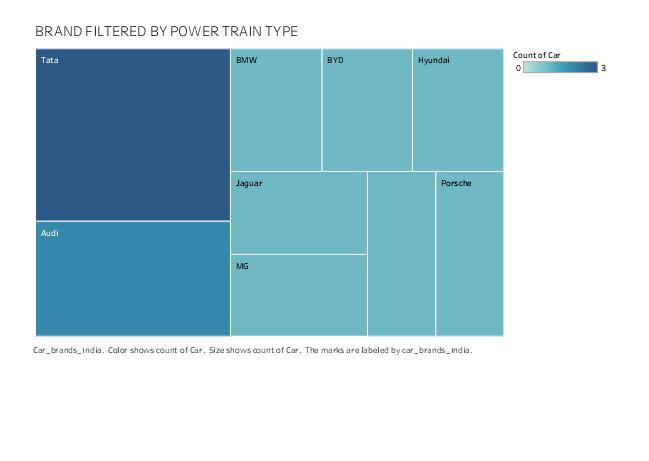 BRAND FILTERED BY POWER TRAIN TYPE
Tata
BMW
BYD
Hyundai
Count of Car
0 3
Jaguar
Porsche
Audi
MG
Car_brands_india. Color shows count of Car. Size shows count of Car. The marks are labeled by car_brands_india.